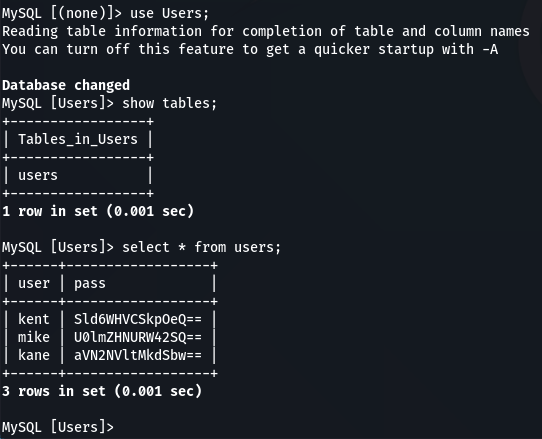 MySQL [(none)]> use Users;
Reading table information for completion of table and column names
You can turn off this feature to get a quicker startup with -A

Database changed
MySQL [Users]> show tables;
+-----------------+
| Tables_in_Users |
+-----------------+
| users           |
+-----------------+
1 row in set (0.001 sec)

MySQL [Users]> select * from users;
+------+------------------+
| user | pass             |
+------+------------------+
| kent | Sld6WHVCSkpOeQ== |
| mike | U0lmZHNURW42SQ== |
| kane | aVN2NVltMkdSbw== |
+------+------------------+
3 rows in set (0.001 sec)

MySQL [Users]>